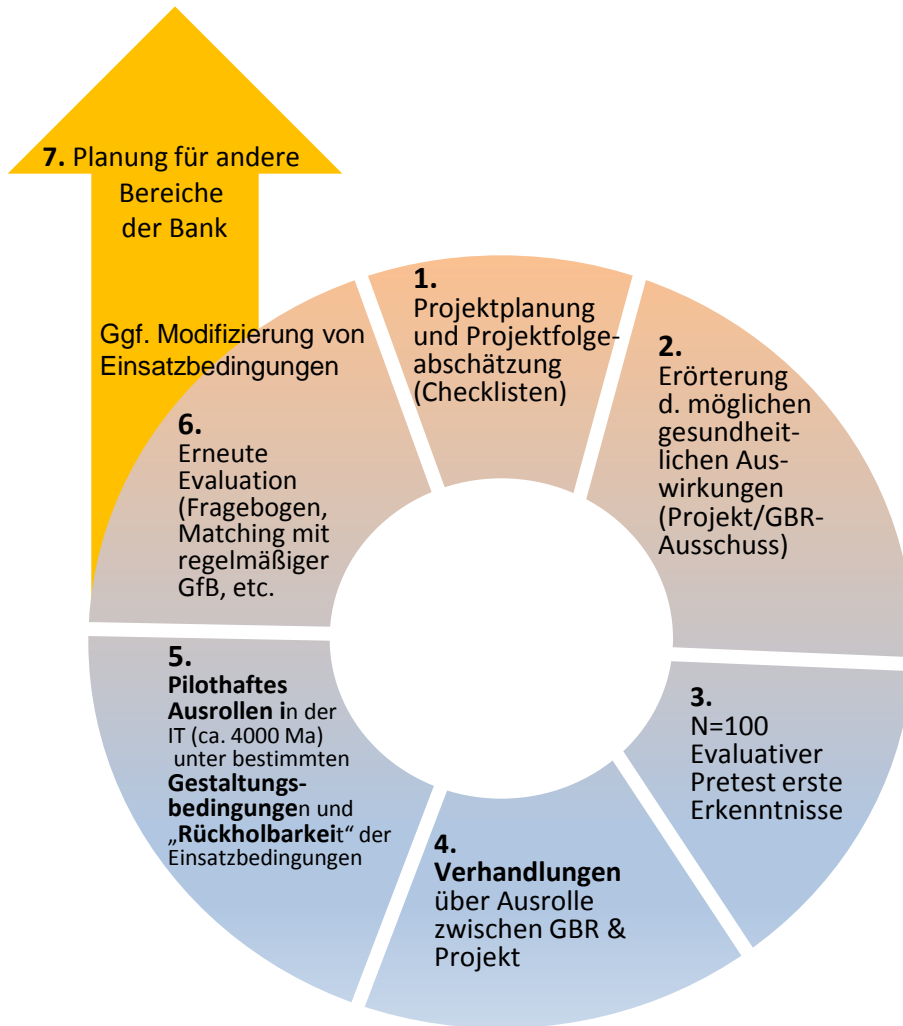 1.
Projektplanung
und Projektfolge-
abschätzung
(Checklisten)
2.
Erörterung
d. möglichen
gesundheit-
lichen Aus-
wirkungen
(Projekt/GBR-
Ausschuss)
3.
N=100
Evaluativer
Pretest erste
Erkenntnisse
4.
Verhandlungen
über Ausrolle
zwischen GBR &
Projekt
5.
Pilothaftes
Ausrollen in der
IT (ca. 4000 Ma)
unter bestimmten
Gestaltungs-
bedingungen und
„Rückholbarkeit" der
Einsatzbedingungen
6.
Erneute
Evaluation
(Fragebogen,
Matching mit
regelmäßiger
GfB, etc.
Ggf. Modifizierung von
Einsatzbedingungen
7. Planung für andere
Bereiche
der Bank